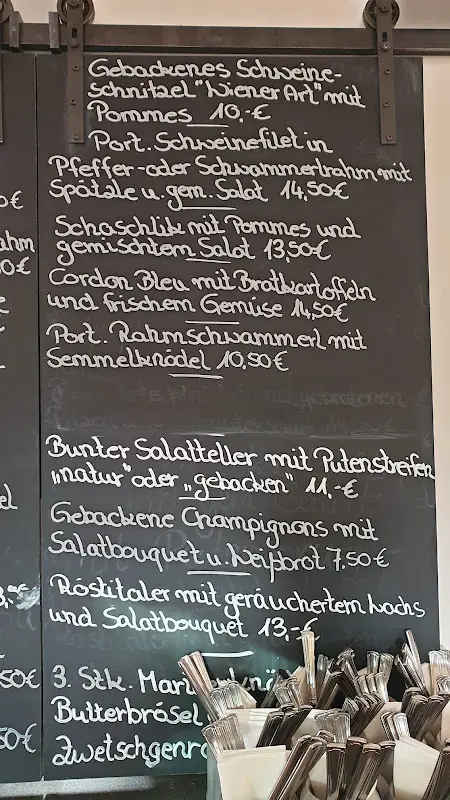 Gebackenes Schweine-
schnitzel "Wiener Art" mit
Pommes 10,-€
Port. Schweinefilet in
Pfeffer- oder Schwammerlrahm mit
Spätzle u. gem. Salat 14,50€
Schaschlik mit Pommes und
gemischtem Salat 13,50€
Cordon Bleu mit Bratkartoffeln
und frischem Gemüse 14,50€
Port. Rahmschwammerl mit
Semmelknödel 10,50€
Bunter Salatteller mit Putenstreifen
„natur" oder „gebacken" 11,-€
Gebackene Champignons mit
Salatbouquet u. Weißbrot 7.50€
Röstitaler mit geräuchertem Lachs
und Salatbouquet 13,-€
3. Stk.
Butterbrösel